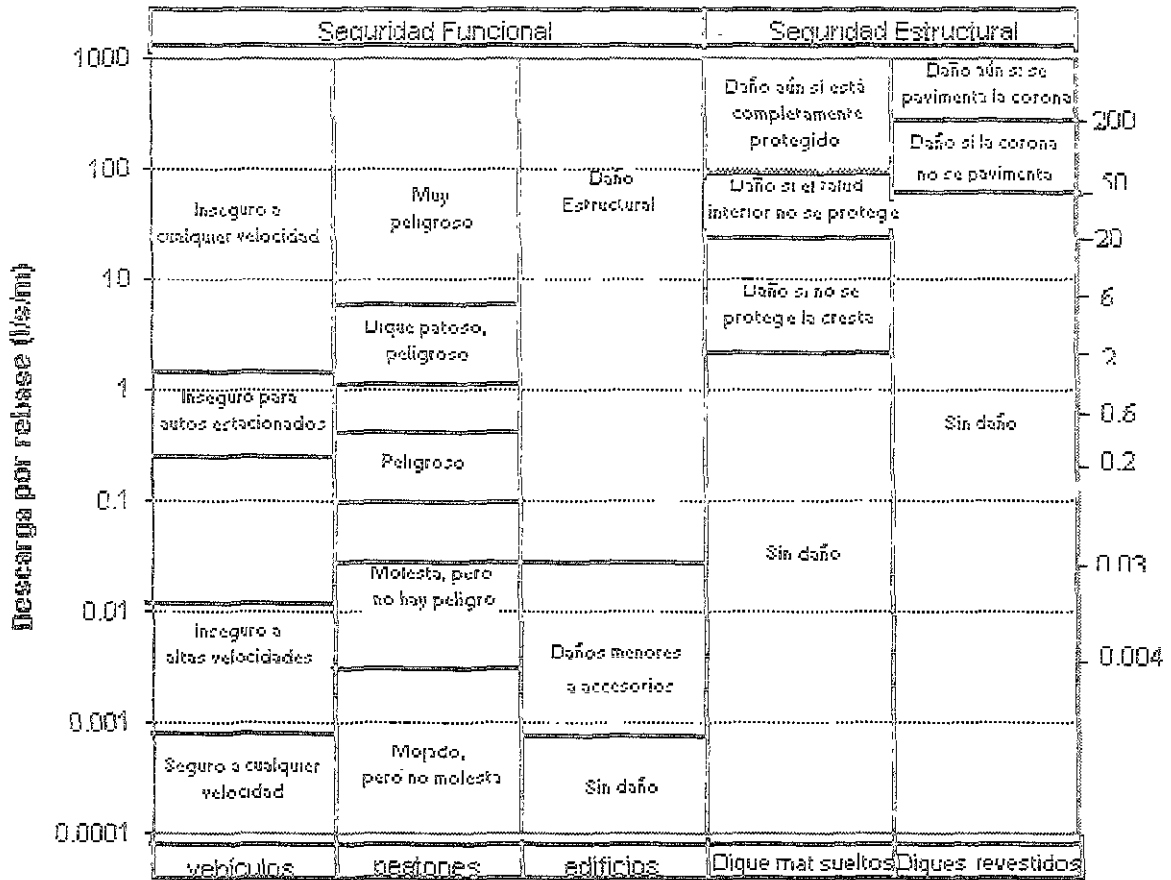 Seguridad Funcional
Seguridad Estructural
Descarga por rebase (l/s/m)
1000
100
10
1
0.1
0.01
0.001
0.0001
Inseguro a
cualquier velocidad
Inseguro para
autos estacionados
Inseguro a
altas velocidades
Seguro a cualquier
velocidad
Muy
peligroso
Dique patoso,
peligroso
Peligroso
Molesta, pero
no hay peligro
Mojado,
pero no molesta
Daño
Estructural
Daños menores
a accesorios
Sin daño
Daño aún si está
completamente
protegido
Daño si el talud
interior no se protege
Daño si no se
protege la cresta
Sin daño
Daño aún si se
pavimenta la corona
Daño si la corona
no se pavimenta
Sin daño
200
50
20
6
2
0.6
0.2
0.03
0.004
vehículos
peatones
edificios
Dique mat sueltos
Diques revestidos